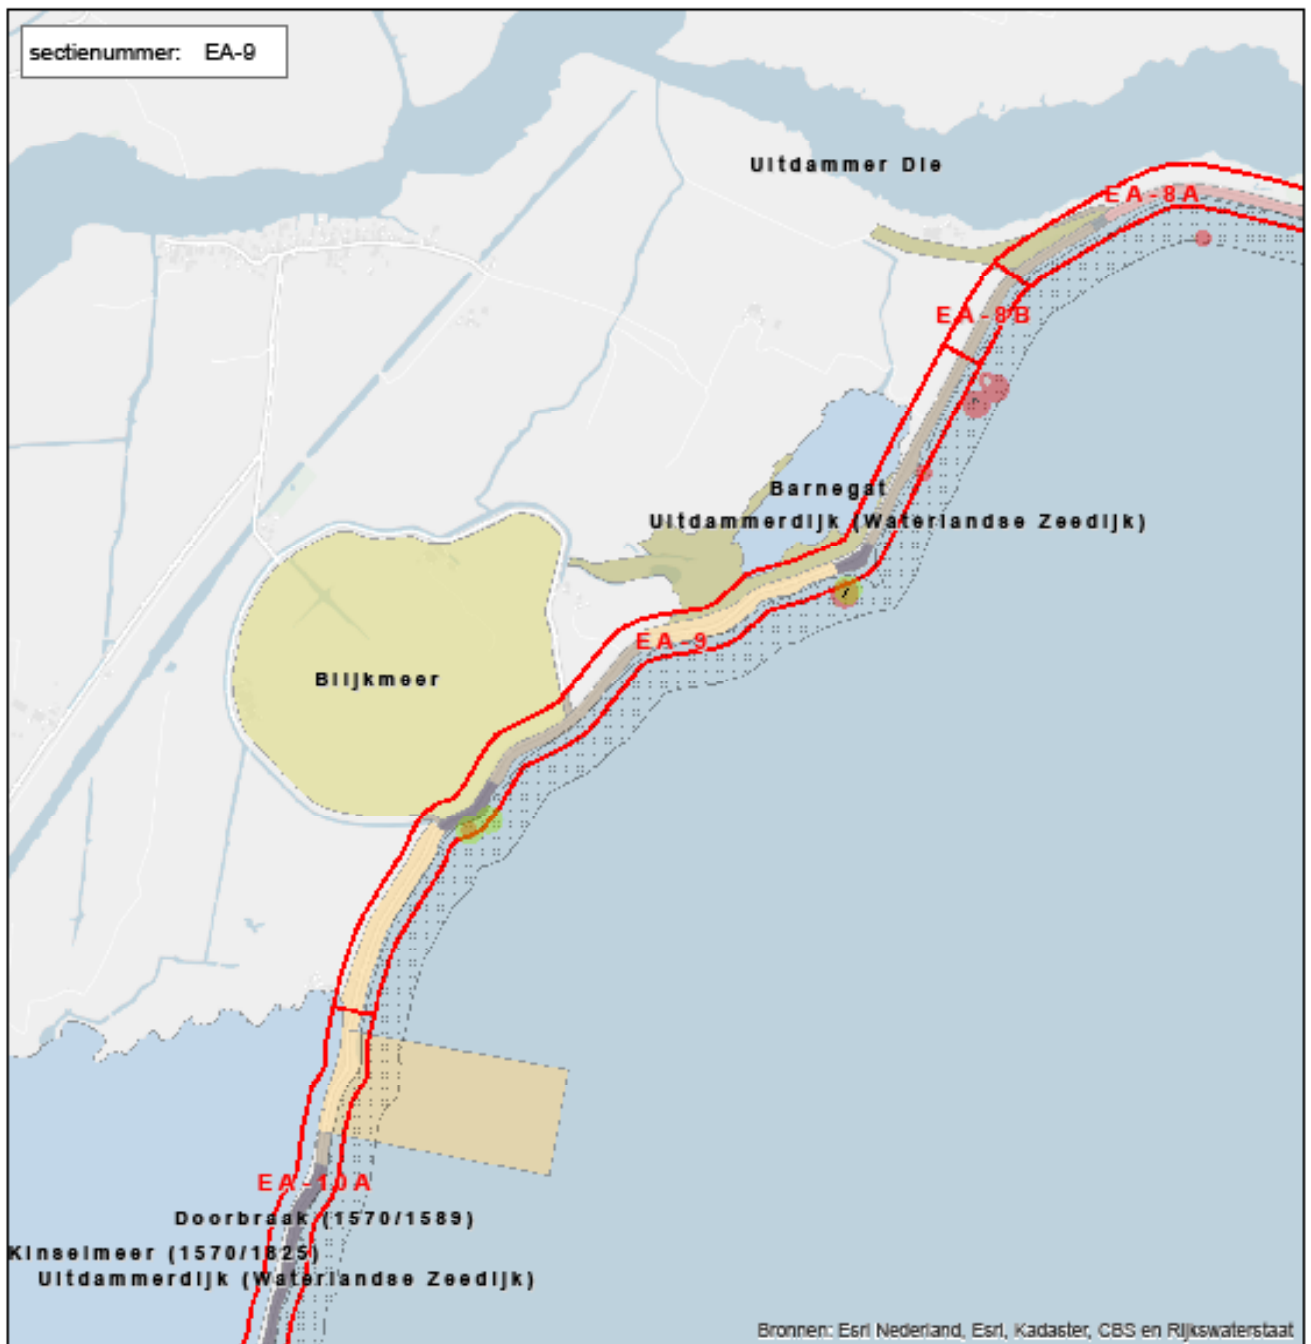 sectienummer: EA-9
Uitdammer Die
EA-8A
EA-8B
Barnegat
Uitdammerdijk (Waterlandse Zeedijk)
EA-9
Blijkmeer
EA-10A
Doorbraak (1570/1589)
Kinselmeer (1570/1825)
Uitdammerdijk (Waterlandse Zeedijk)
Bronnen: Esri Nederland, Esri, Kadaster, CBS en Rijkswaterstaat